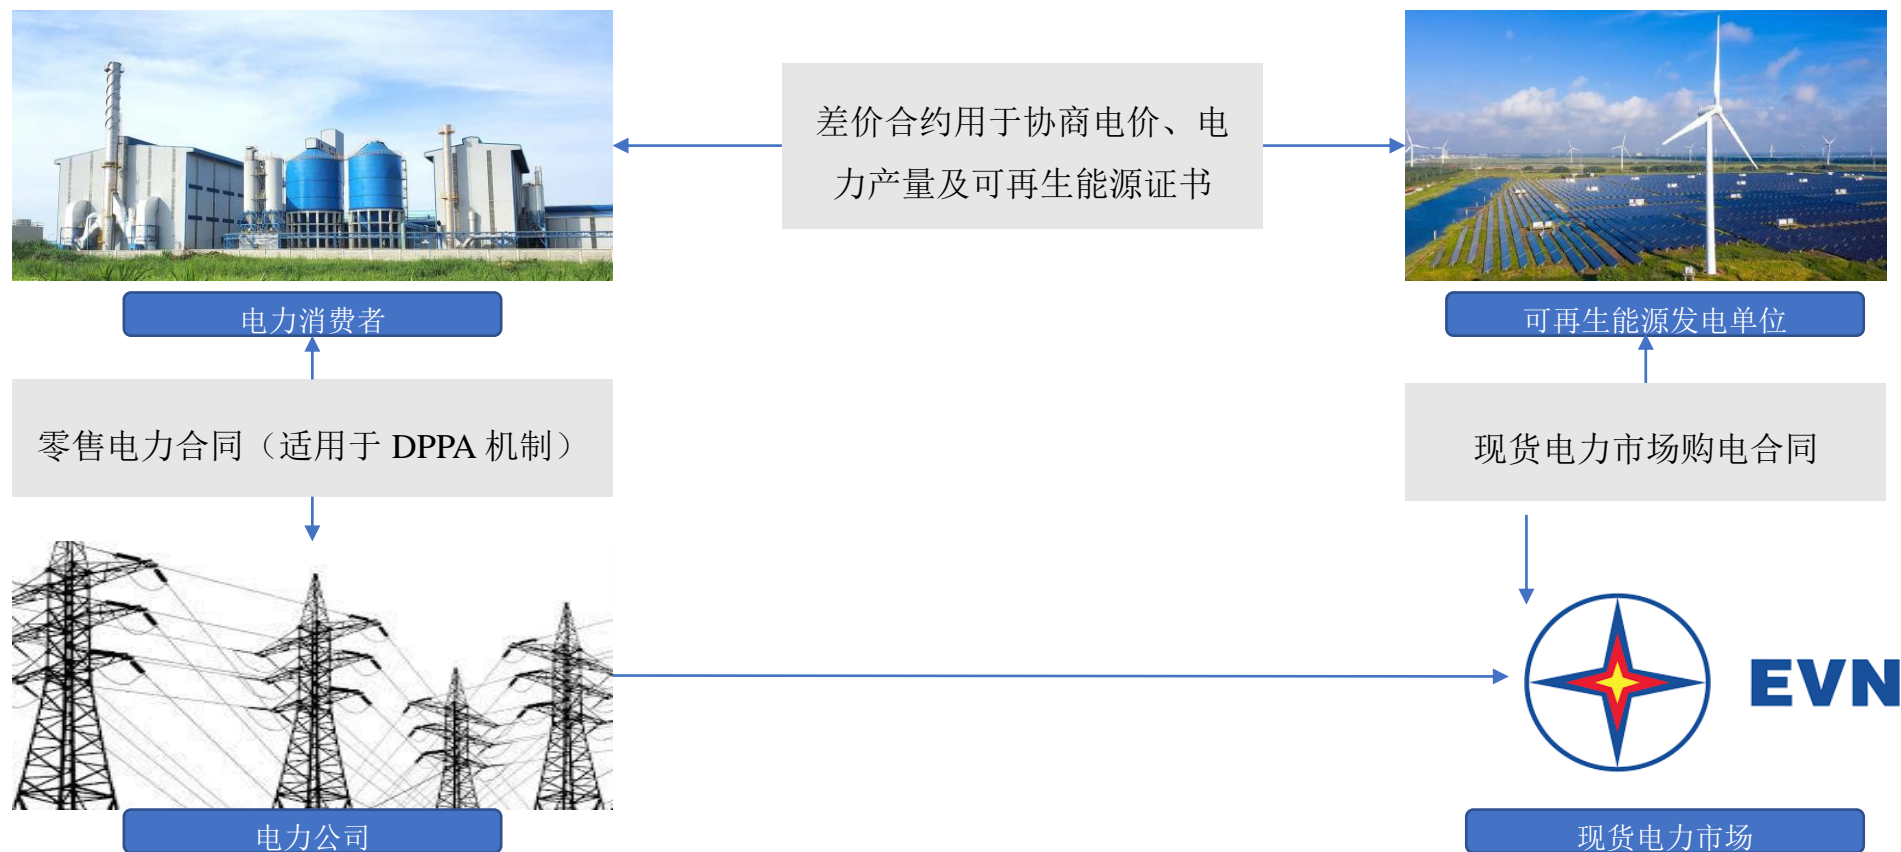 差价合约用于协商电价、电
力产量及可再生能源证书
电力消费者
可再生能源发电单位
零售电力合同（适用于 DPPA 机制）
现货电力市场购电合同
EVN
电力公司
现货电力市场